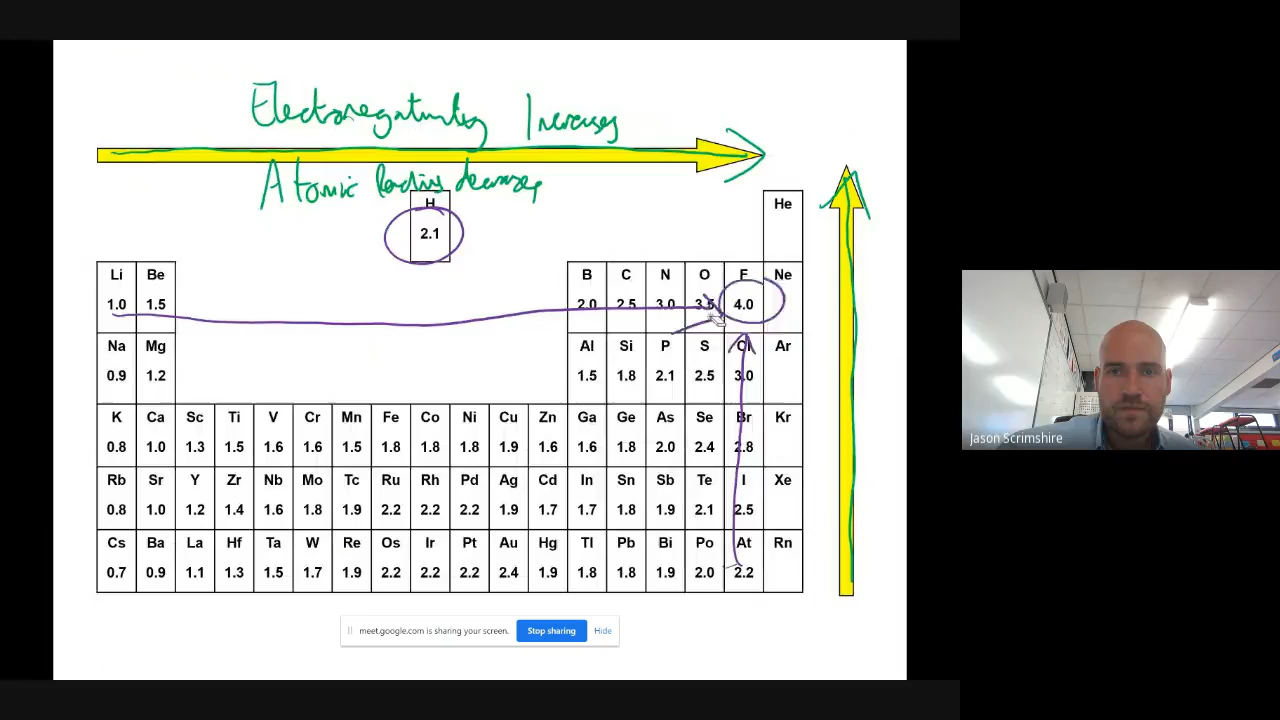 Electronegativity Increases
Atomic Radius decreases
H He
2.1
Li Be B C N O F Ne
1.0 1.5 2.0 2.5 3.0 3.5 4.0
Na Mg Al Si P S Cl Ar
0.9 1.2 1.5 1.8 2.1 2.5 3.0
K Ca Sc Ti V Cr Mn Fe Co Ni Cu Zn Ga Ge As Se Br Kr
0.8 1.0 1.3 1.5 1.6 1.6 1.5 1.8 1.8 1.8 1.9 1.6 1.6 1.8 2.0 2.4 2.8
Rb Sr Y Zr Nb Mo Tc Ru Rh Pd Ag Cd In Sn Sb Te I Xe
0.8 1.0 1.2 1.4 1.6 1.8 1.9 2.2 2.2 2.2 1.9 1.7 1.7 1.8 1.9 2.1 2.5
Cs Ba La Hf Ta W Re Os Ir Pt Au Hg Tl Pb Bi Po At Rn
0.7 0.9 1.1 1.3 1.5 1.7 1.9 2.2 2.2 2.2 2.4 1.9 1.8 1.8 1.9 2.0 2.2
meet.google.com is sharing your screen. Stop sharing Hide
Jason Scrimshire